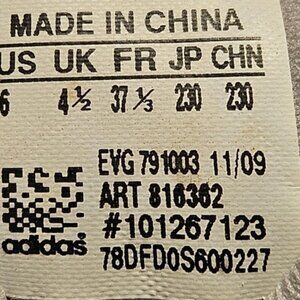 MADE IN CHINA
US UK FR JP CHN
6 4½ 37⅓ 230 230
EVG 791003 11/09
ART 816362
#101267123
adidas
78DFD0S600227